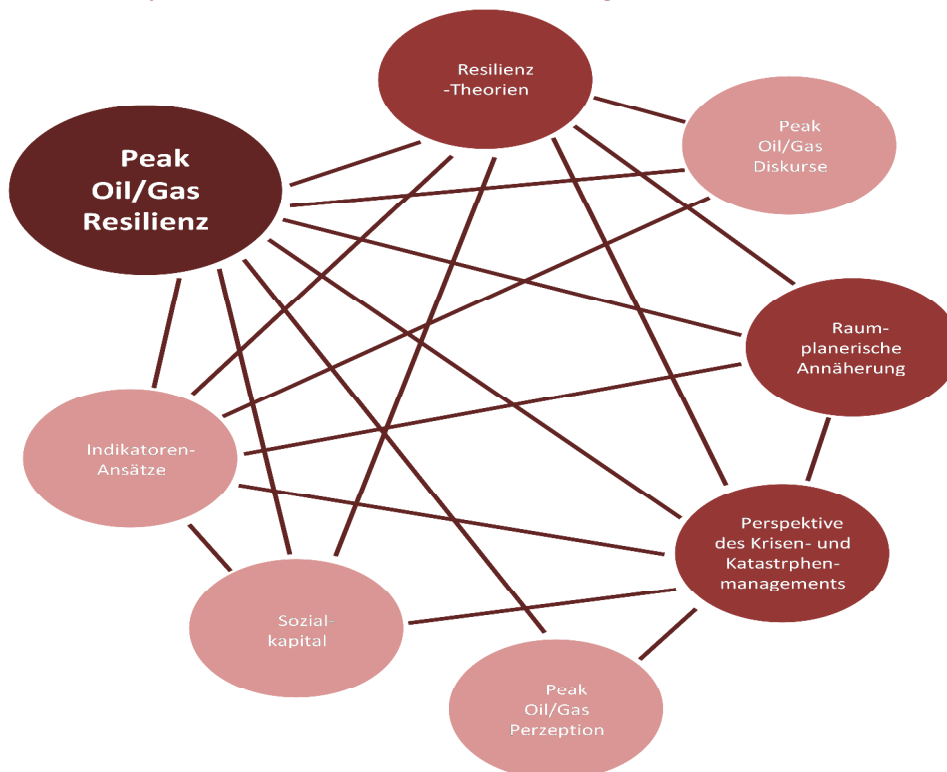 Resilienz
-Theorien
Peak
Oil/Gas
Diskurse
Peak
Oil/Gas
Resilienz
Raum-
planerische
Annäherung
Indikatoren-
Ansätze
Perspektive
des Krisen- und
Katastrphen-
managements
Sozial-
kapital
Peak
Oil/Gas
Perzeption